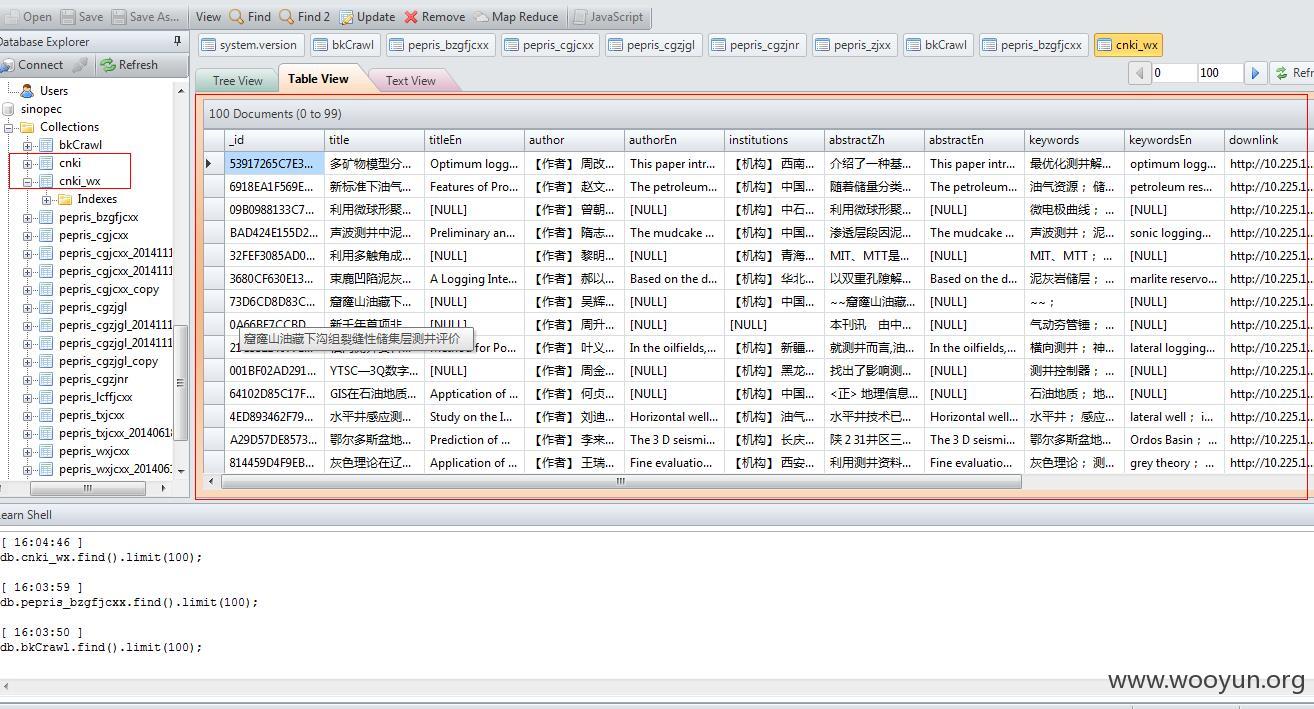 Open Save Save As... View Find Find 2 Update Remove Map Reduce JavaScript
Database Explorer
system.version bkCrawl pepris_bzgfjcxx pepris_cgjcxx pepris_cgzjgl pepris_cgzjnr pepris_zjxx bkCrawl pepris_bzgfjcxx cnki_wx
Connect Refresh
Tree View Table View Text View
0 100 Refr
Users
sinopec
Collections
bkCrawl
cnki
cnki_wx
Indexes
pepris_bzgfjcxx
pepris_cgjcxx
pepris_cgjcxx_2014111
pepris_cgjcxx_2014111
pepris_cgjcxx_copy
pepris_cgzjgl
pepris_cgzjgl_2014111
pepris_cgzjgl_2014111
pepris_cgzjgl_copy
pepris_cgzjnr
pepris_lcffjcxx
pepris_txjcxx
pepris_txjcxx_2014061
pepris_wxjcxx
pepris_wxjcxx_201406
100 Documents (0 to 99)
_id title titleEn author authorEn institutions abstractZh abstractEn keywords keywordsEn downlink
53917265C7E3... 多矿物模型分... Optimum logg... 【作者】 周改... This paper intr... 【机构】 西南... 介绍了一种基... This paper intr... 最优化测井解... optimum logg... http://10.225.1...
6918EA1F569E... 新标准下油气... Features of Pro... 【作者】 赵文... The petroleum... 【机构】 中国... 随着储量分类... The petroleum... 油气资源； 储... petroleum res... http://10.225.1...
09B0988133C7... 利用微球形聚... [NULL] 【作者】 曾朝... [NULL] 【机构】 中石... 利用微球形聚... [NULL] 微电极曲线； ... [NULL] http://10.225.1...
BAD424E155D2... 声波测井中泥... Preliminary an... 【作者】 隋志... The mudcake ... 【机构】 中国... 渗透层段因泥... The mudcake ... 声波测井； 泥... sonic logging... http://10.225.1...
32FEF3085AD0... 利用多触角成... [NULL] 【作者】 黎明... [NULL] 【机构】 青海... MIT、MTT是... [NULL] MIT、MTT； ... [NULL] http://10.225.1...
3680CF630E13... 束鹿凹陷泥灰... A Logging Inte... 【作者】 郝以... Based on the d... 【机构】 华北... 以双重孔隙解... Based on the d... 泥灰岩储层； ... marlite reservo... http://10.225.1...
73D6CD8D83C... 窟窿山油藏下... [NULL] 【作者】 吴辉... [NULL] 【机构】 中国... ~~窟窿山油藏... [NULL] ~~； [NULL] http://10.225.1...
0A66BF7CCBD... 新千年首项非... [NULL] 【作者】 周升... [NULL] [NULL] 本刊讯 由中... [NULL] 气动夯管锤； ... [NULL] http://10.225.1...
窟窿山油藏下沟组裂缝性储集层测井评价
【作者】 叶义... In the oilfields,... 【机构】 新疆... 就测井而言,油... In the oilfields,... 横向测井； 神... lateral logging... http://10.225.1...
001BF02AD291... YTSC—3Q数字... [NULL] 【作者】 周金... [NULL] 【机构】 黑龙... 找出了影响测... [NULL] 测井控制器； ... [NULL] http://10.225.1...
64102D85C17F... GIS在石油地质... Apptication of ... 【作者】 何贞... [NULL] 【机构】 中国... <正> 地理信息... [NULL] 石油地质； 地... [NULL] http://10.225.1...
4ED893462F79... 水平井感应测... Study on the I... 【作者】 刘迪... Horizontal well... 【机构】 油气... 水平井技术已... Horizontal well... 水平井； 感应... lateral well； i... http://10.225.1...
A29D57DE8573... 鄂尔多斯盆地... Prediction of ... 【作者】 李来... The 3 D seismi... 【机构】 长庆... 陕 2 31井区三... The 3 D seismi... 鄂尔多斯盆地... Ordos Basin； ... http://10.225.1...
814459D4F9EB... 灰色理论在辽... Application of ... 【作者】 王瑞... Fine evaluatio... 【机构】 西安... 利用测井资料... Fine evaluatio... 灰色理论； 测... grey theory； ... http://10.225.1...
earn Shell
[ 16:04:46 ]
db.cnki_wx.find().limit(100);
[ 16:03:59 ]
db.pepris_bzgfjcxx.find().limit(100);
[ 16:03:50 ]
db.bkCrawl.find().limit(100);
www.wooyun.org